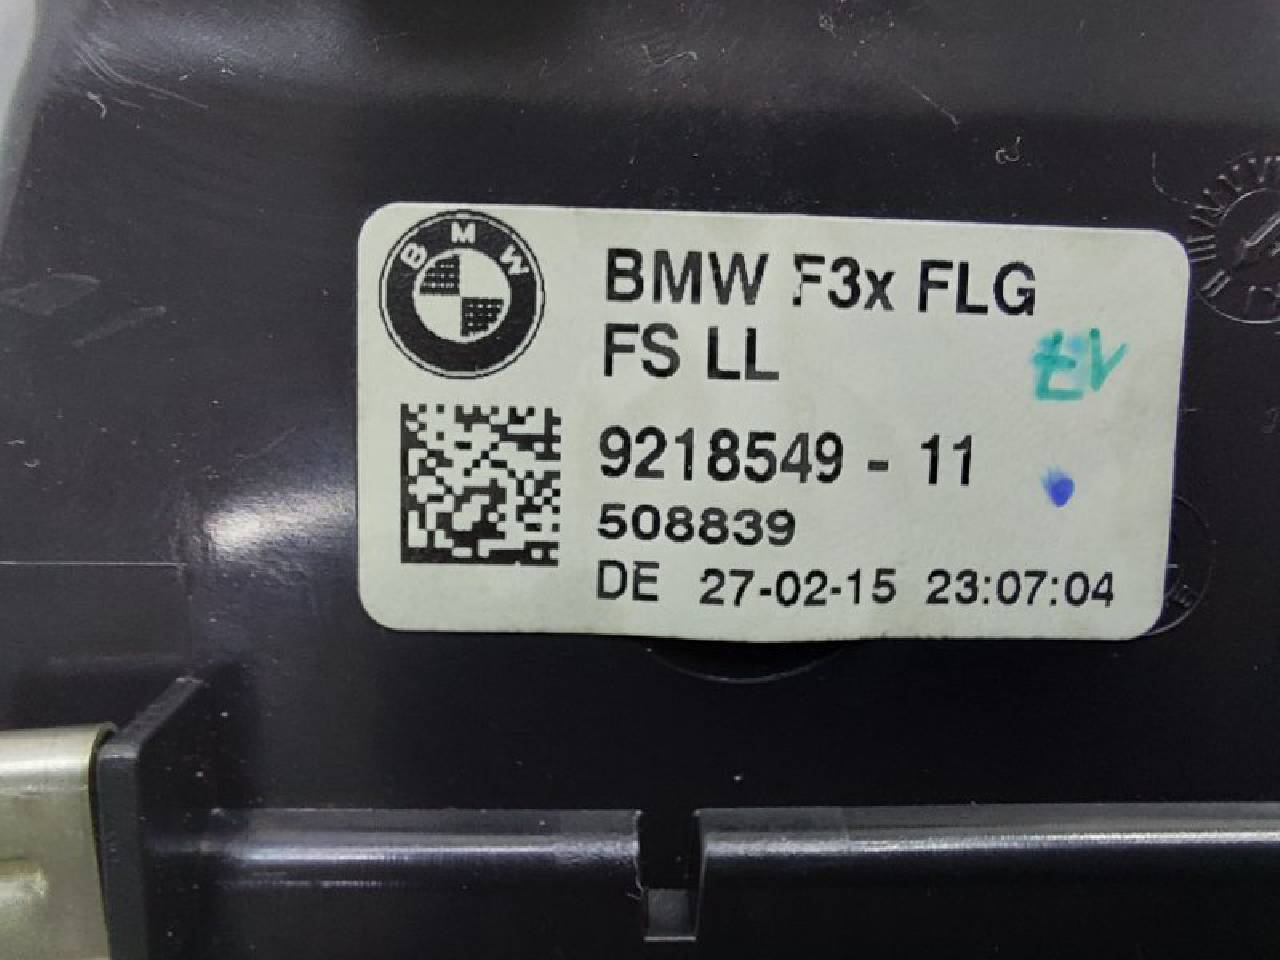 BMW
BMW F3x FLG
FS LL
9218549 - 11
508839
DE 27-02-15 23:07:04